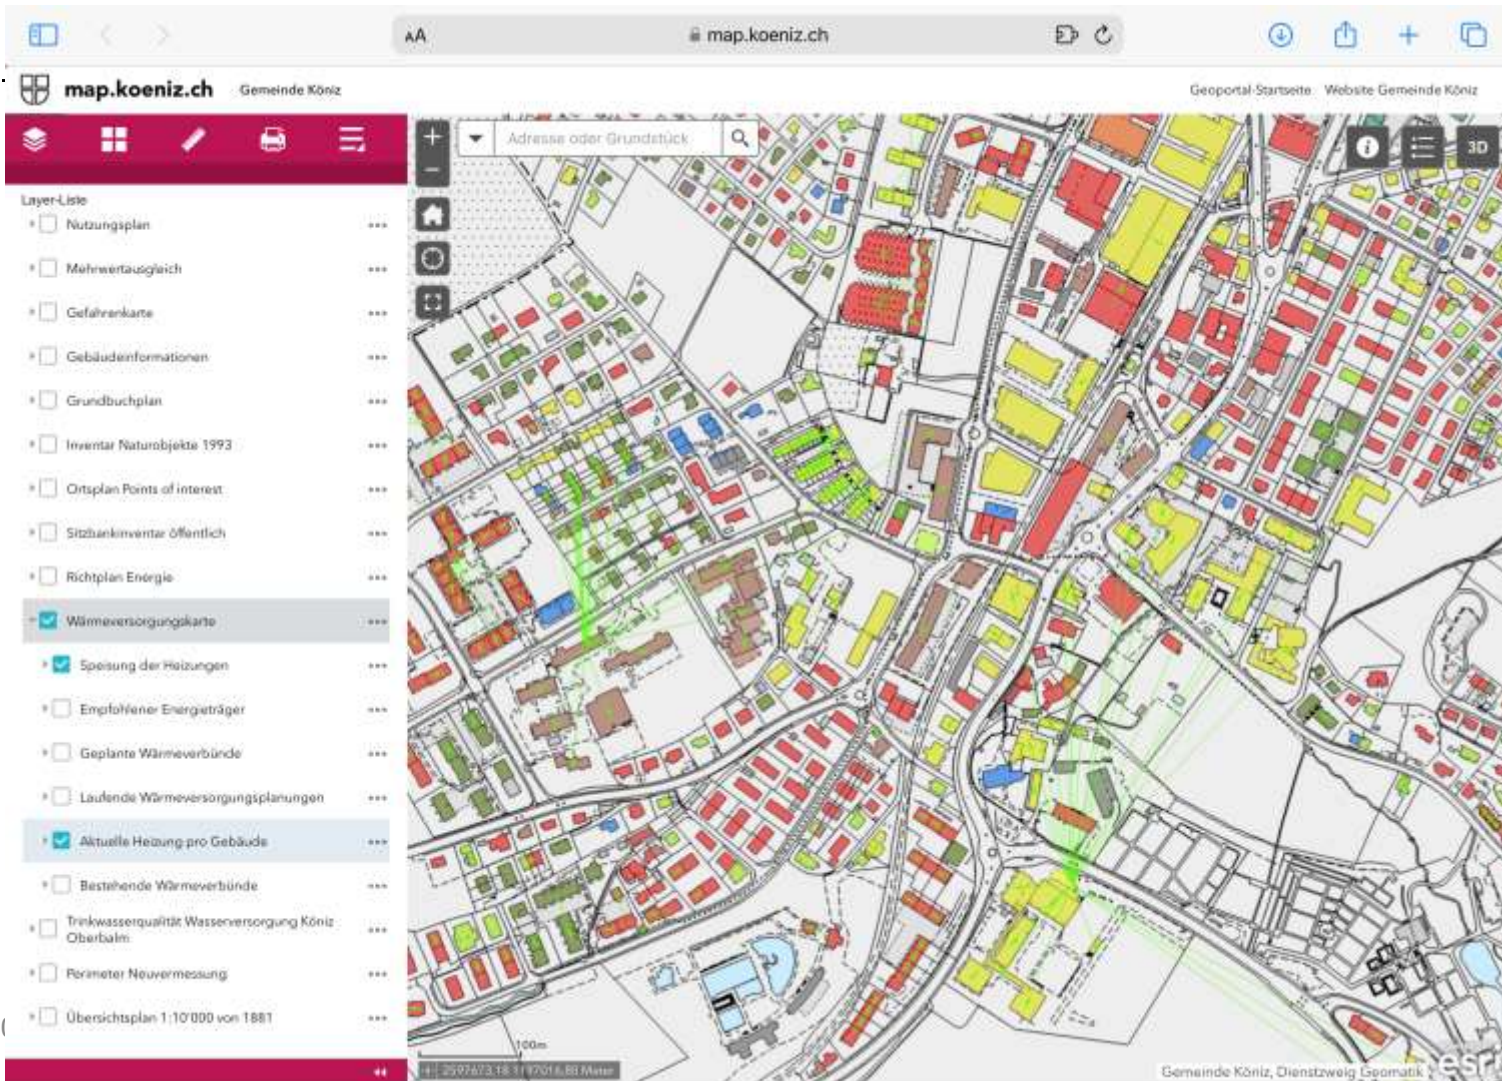 AA
map.koeniz.ch
map.koeniz.ch
Gemeinde Köniz
Geoportal-Startseite
Website Gemeinde Köniz
Adresse oder Grundstück
3D
Layer-Liste
Nutzungsplan
Mehrwertausgleich
Gefahrenkarte
Gebäudeinformationen
Grundbuchplan
Inventar Naturobjekte 1993
Ortsplan Points of interest
Sitzbankinventar öffentlich
Richtplan Energie
Wärmeversorgungskarte
Speisung der Heizungen
Empfohlener Energieträger
Geplante Wärmeverbünde
Laufende Wärmeversorgungsplanungen
Aktuelle Heizung pro Gebäude
Bestehende Wärmeverbünde
Trinkwasserqualität Wasserversorgung Köniz
Oberbalm
Perimeter Neuvermessung
Übersichtsplan 1:10'000 von 1881
100m
Gemeinde Köniz, Dienstzweig Geomatik
esri